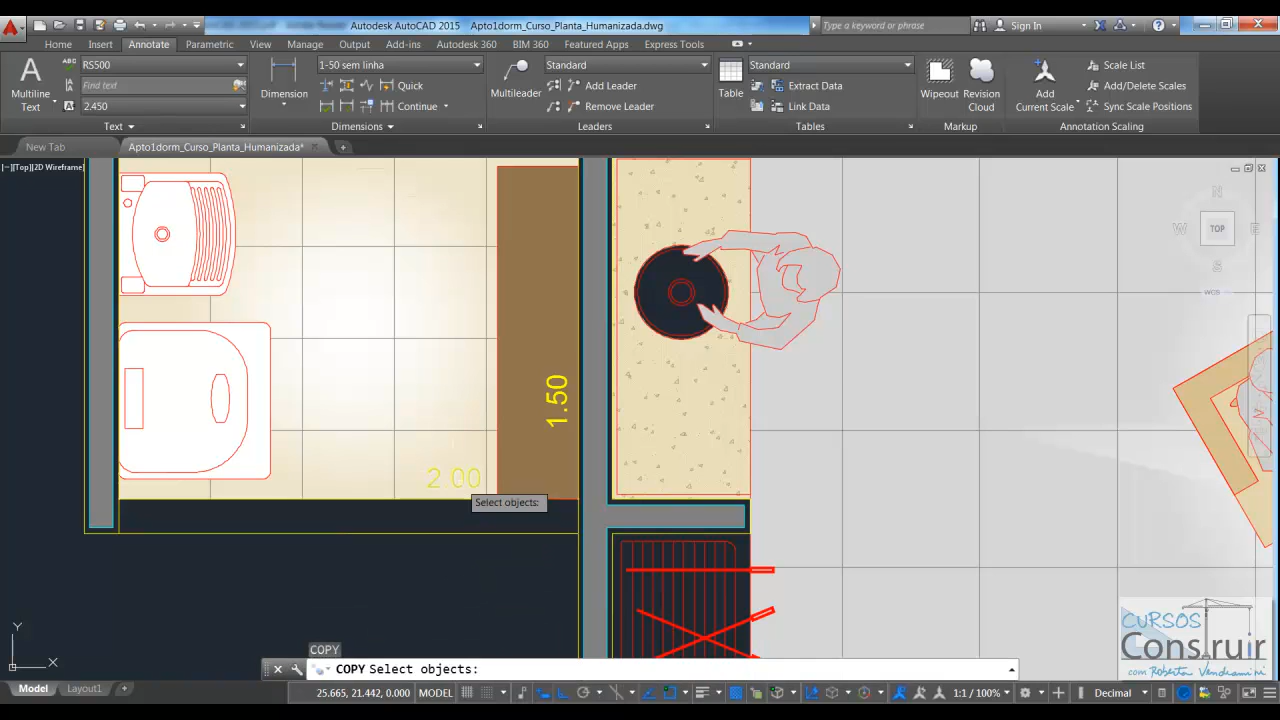 Autodesk AutoCAD 2015 Apto1dorm_Curso_Planta_Humanizada.dwg
Type a keyword or phrase
Sign In
Home Insert Annotate Parametric View Manage Output Add-ins Autodesk 360 BIM 360 Featured Apps Express Tools
Multiline
Text
RS500
Find text
2.450
Text
Dimension
1-50 sem linha
Quick
Continue
Dimensions
Multileader
Standard
Add Leader
Remove Leader
Leaders
Table
Standard
Extract Data
Link Data
Tables
Wipeout
Revision
Cloud
Markup
Add
Current Scale
Scale List
Add/Delete Scales
Sync Scale Positions
Annotation Scaling
New Tab
Apto1dorm_Curso_Planta_Humanizada*
[−][Top][2D Wireframe]
N
W
TOP
E
S
WCS
1.50
2.00
Select objects:
CURSOS
Construir
com Roberta Vendramini
Y
X
COPY
COPY Select objects:
Model Layout1
25.665, 21.442, 0.000 MODEL
1:1 / 100%
Decimal